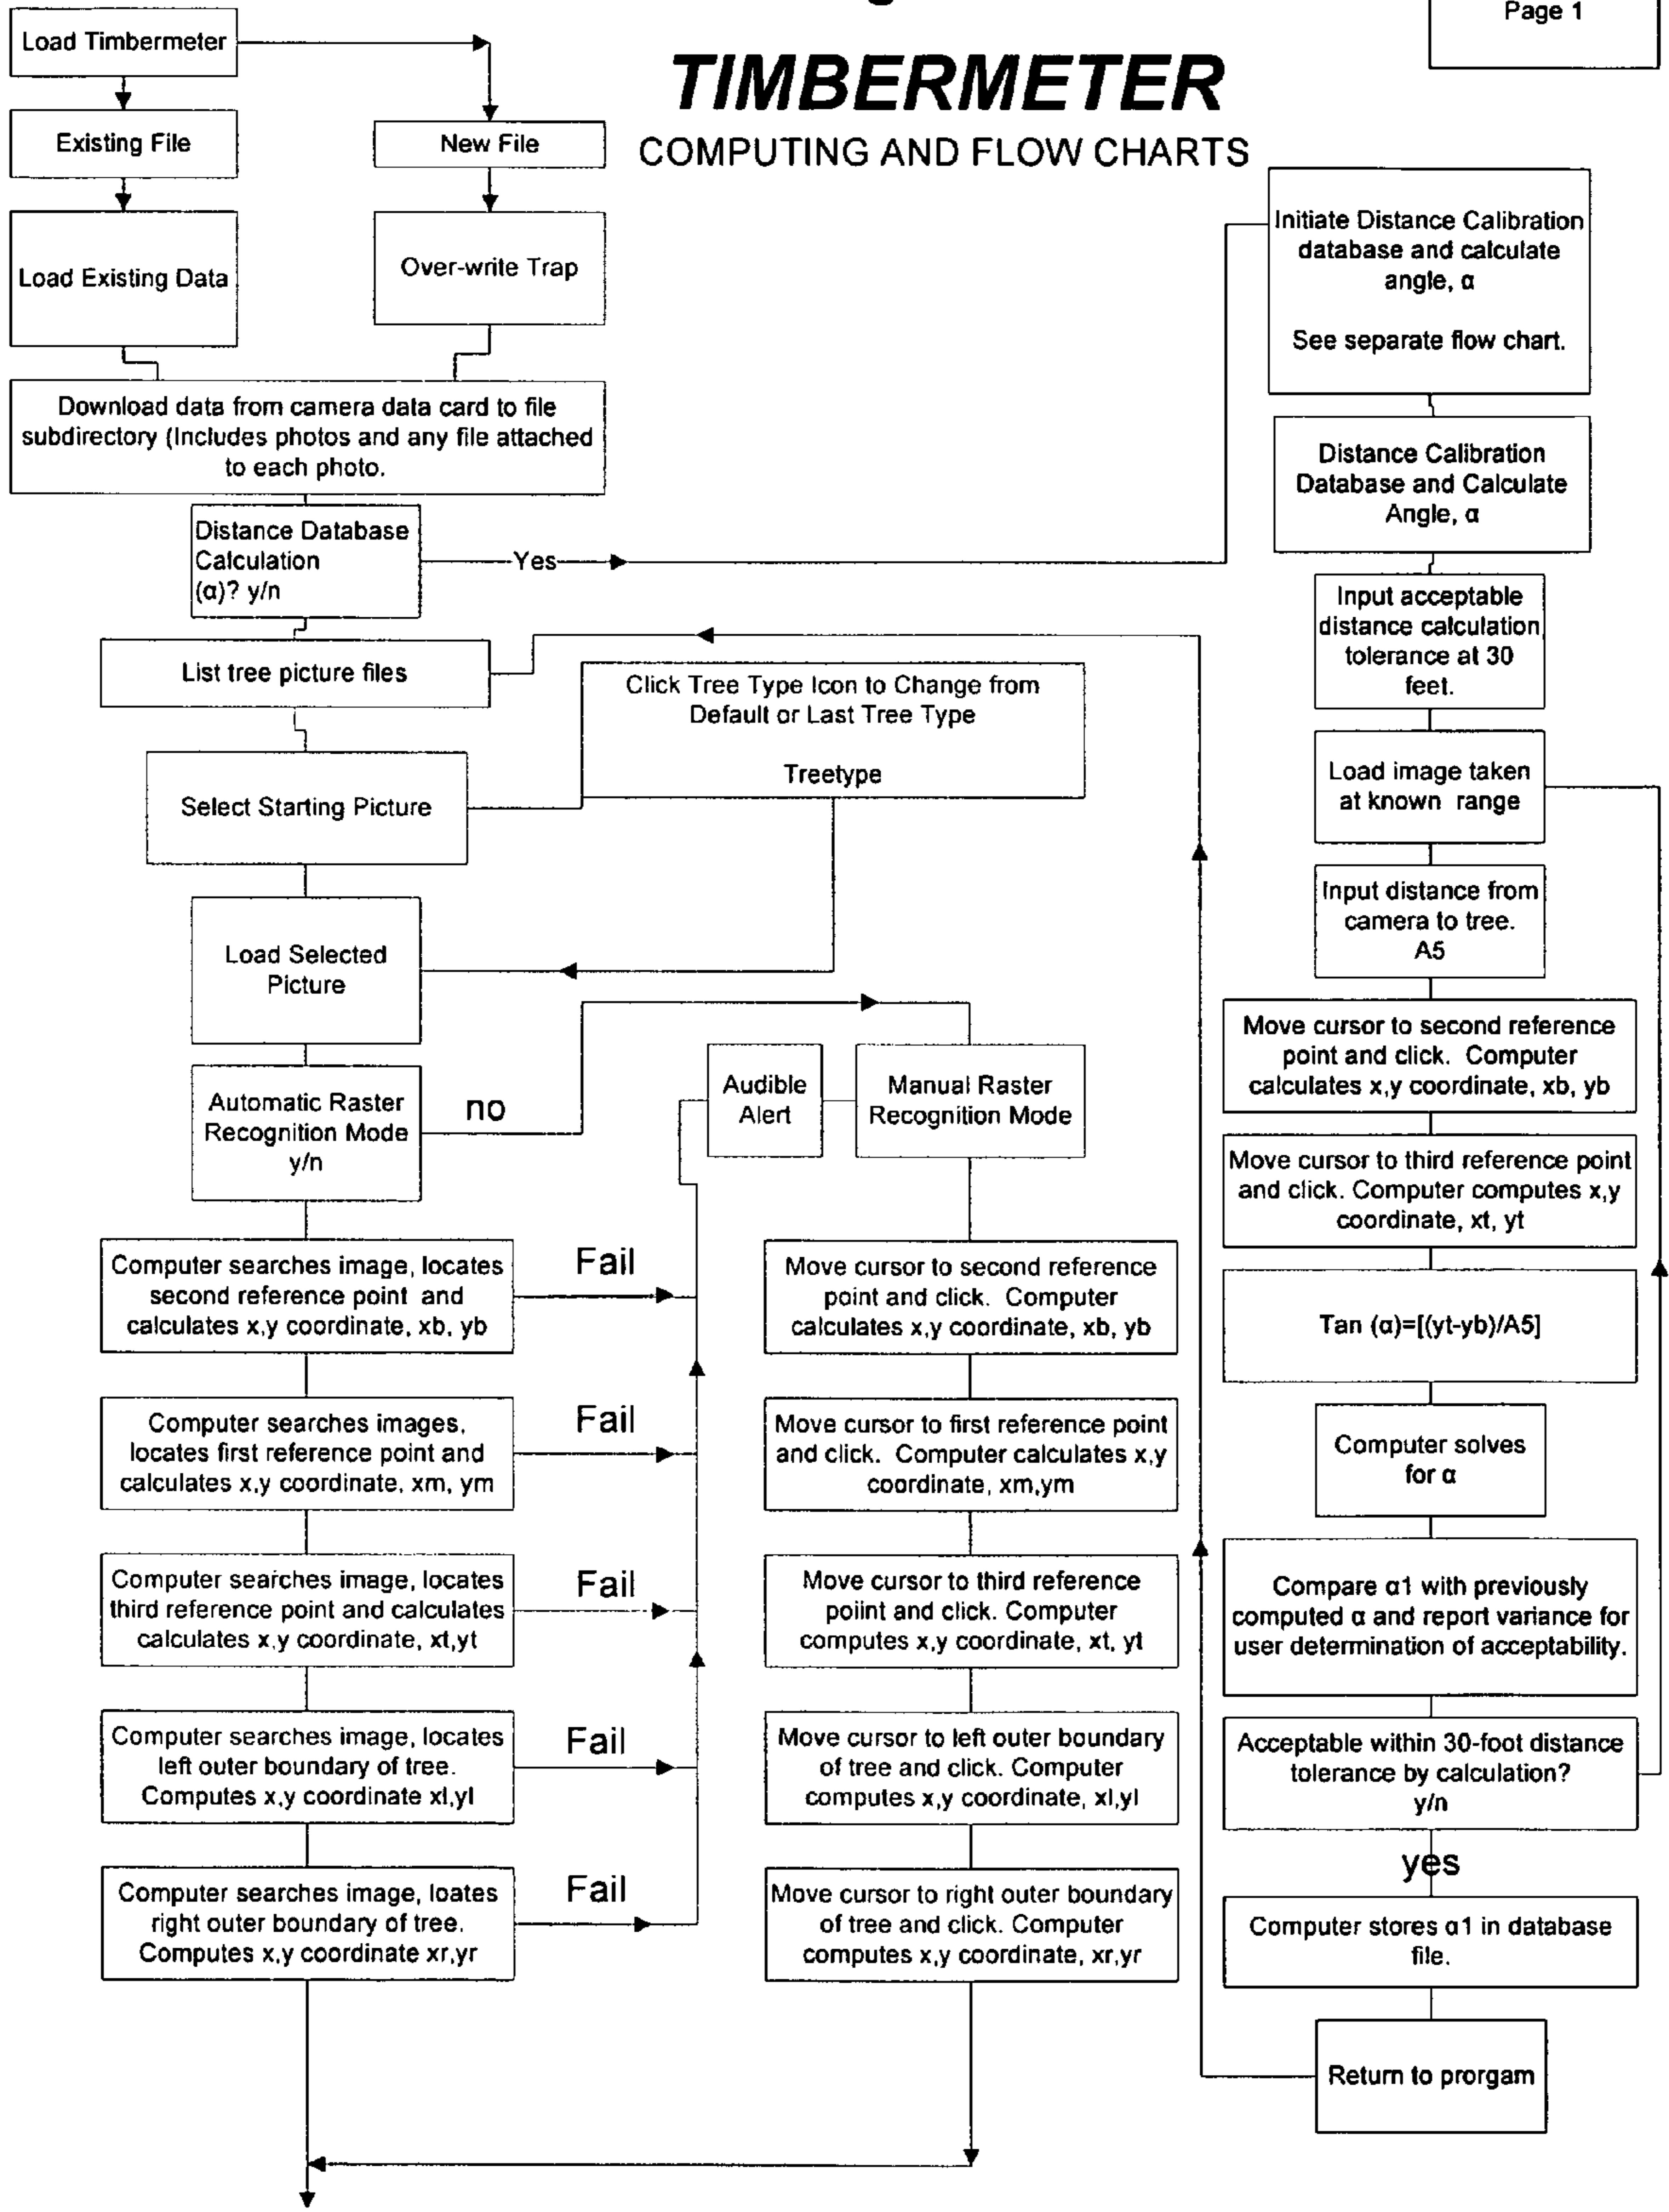 Page 1
TIMBERMETER
COMPUTING AND FLOW CHARTS
Load Timbermeter
Existing File
New File
Load Existing Data
Over-write Trap
Download data from camera data card to file
subdirectory (Includes photos and any file attached
to each photo.
Distance Database
Calculation
(α)? y/n
Yes
List tree picture files
Click Tree Type Icon to Change from
Default or Last Tree Type
Treetype
Select Starting Picture
Load Selected
Picture
Automatic Raster
Recognition Mode
y/n
no
Audible
Alert
Manual Raster
Recognition Mode
Computer searches image, locates
second reference point and
calculates x,y coordinate, xb, yb
Fail
Computer searches images,
locates first reference point and
calculates x,y coordinate, xm, ym
Fail
Computer searches image, locates
third reference point and calculates
calculates x,y coordinate, xt,yt
Fail
Computer searches image, locates
left outer boundary of tree.
Computes x,y coordinate xl,yl
Fail
Computer searches image, loates
right outer boundary of tree.
Computes x,y coordinate xr,yr
Fail
Move cursor to second reference
point and click. Computer
calculates x,y coordinate, xb, yb
Move cursor to first reference point
and click. Computer calculates x,y
coordinate, xm,ym
Move cursor to third reference
poiint and click. Computer
computes x,y coordinate, xt, yt
Move cursor to left outer boundary
of tree and click. Computer
computes x,y coordinate, xl,yl
Move cursor to right outer boundary
of tree and click. Computer
computes x,y coordinate, xr,yr
Initiate Distance Calibration
database and calculate
angle, α
See separate flow chart.
Distance Calibration
Database and Calculate
Angle, α
Input acceptable
distance calculation
tolerance at 30
feet.
Load image taken
at known range
Input distance from
camera to tree.
A5
Move cursor to second reference
point and click. Computer
calculates x,y coordinate, xb, yb
Move cursor to third reference point
and click. Computer computes x,y
coordinate, xt, yt
Tan (α)=[(yt-yb)/A5]
Computer solves
for α
Compare α1 with previously
computed α and report variance for
user determination of acceptability.
Acceptable within 30-foot distance
tolerance by calculation?
y/n
yes
Computer stores α1 in database
file.
Return to prorgam